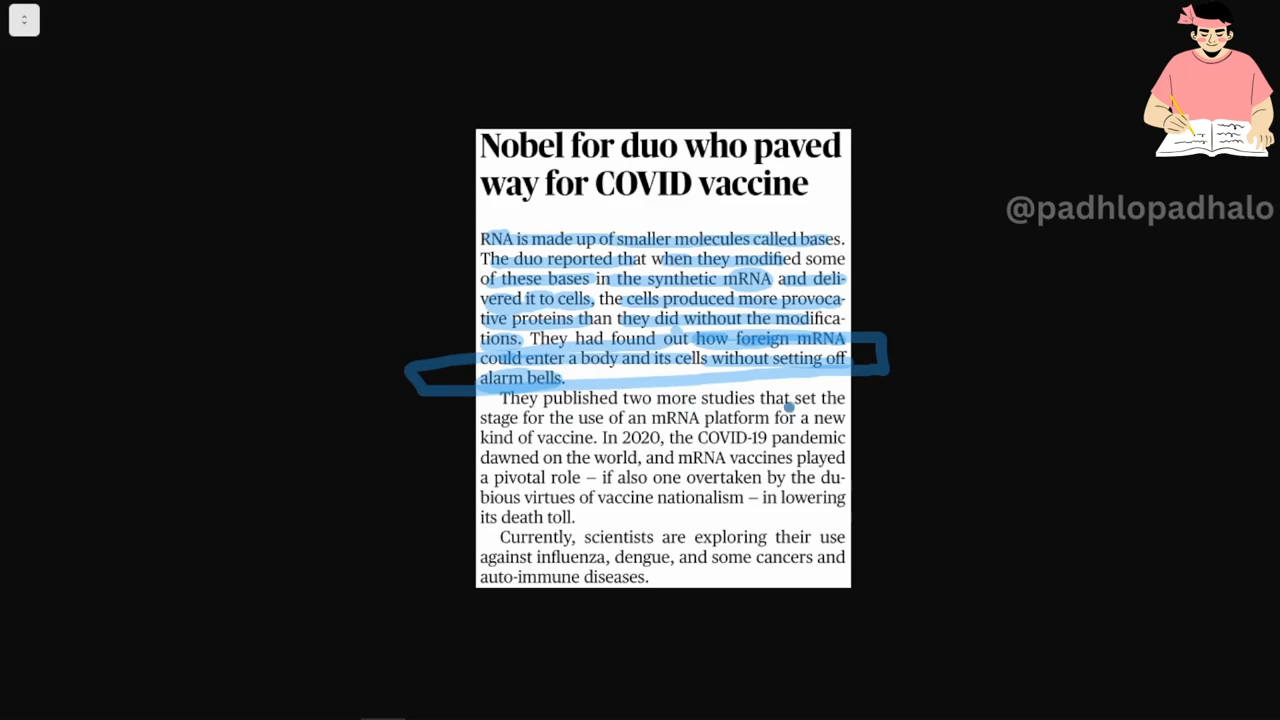 Nobel for duo who paved
way for COVID vaccine
@padhlopadhalo
RNA is made up of smaller molecules called bases.
The duo reported that when they modified some
of these bases in the synthetic mRNA and deli-
vered it to cells, the cells produced more provoca-
tive proteins than they did without the modifica-
tions. They had found out how foreign mRNA
could enter a body and its cells without setting off
alarm bells.
They published two more studies that set the
stage for the use of an mRNA platform for a new
kind of vaccine. In 2020, the COVID-19 pandemic
dawned on the world, and mRNA vaccines played
a pivotal role – if also one overtaken by the du-
bious virtues of vaccine nationalism – in lowering
its death toll.
Currently, scientists are exploring their use
against influenza, dengue, and some cancers and
auto-immune diseases.